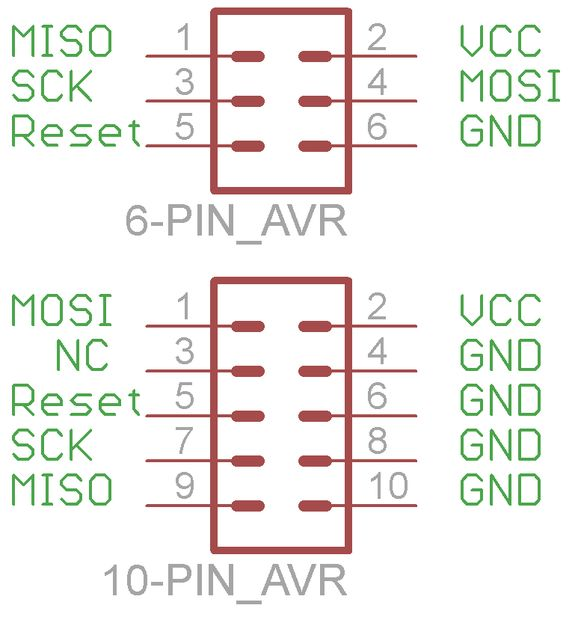 MISO 1 2 VCC
SCK 3 4 MOSI
Reset 5 6 GND
6-PIN_AVR
MOSI 1 2 VCC
NC 3 4 GND
Reset 5 6 GND
SCK 7 8 GND
MISO 9 10 GND
10-PIN_AVR